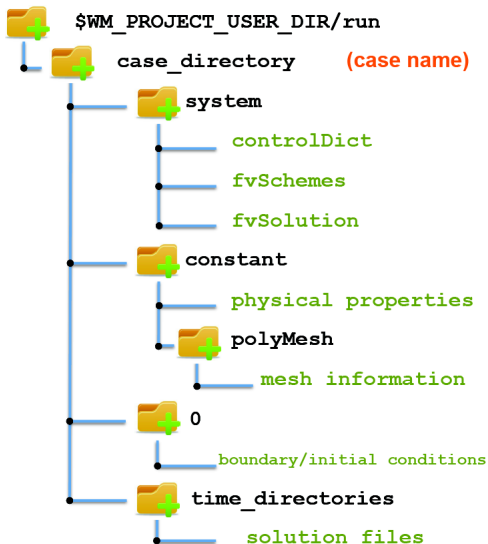 $WM_PROJECT_USER_DIR/run
case_directory (case name)
system
controlDict
fvSchemes
fvSolution
constant
physical properties
polyMesh
mesh information
0
boundary/initial conditions
time_directories
solution files